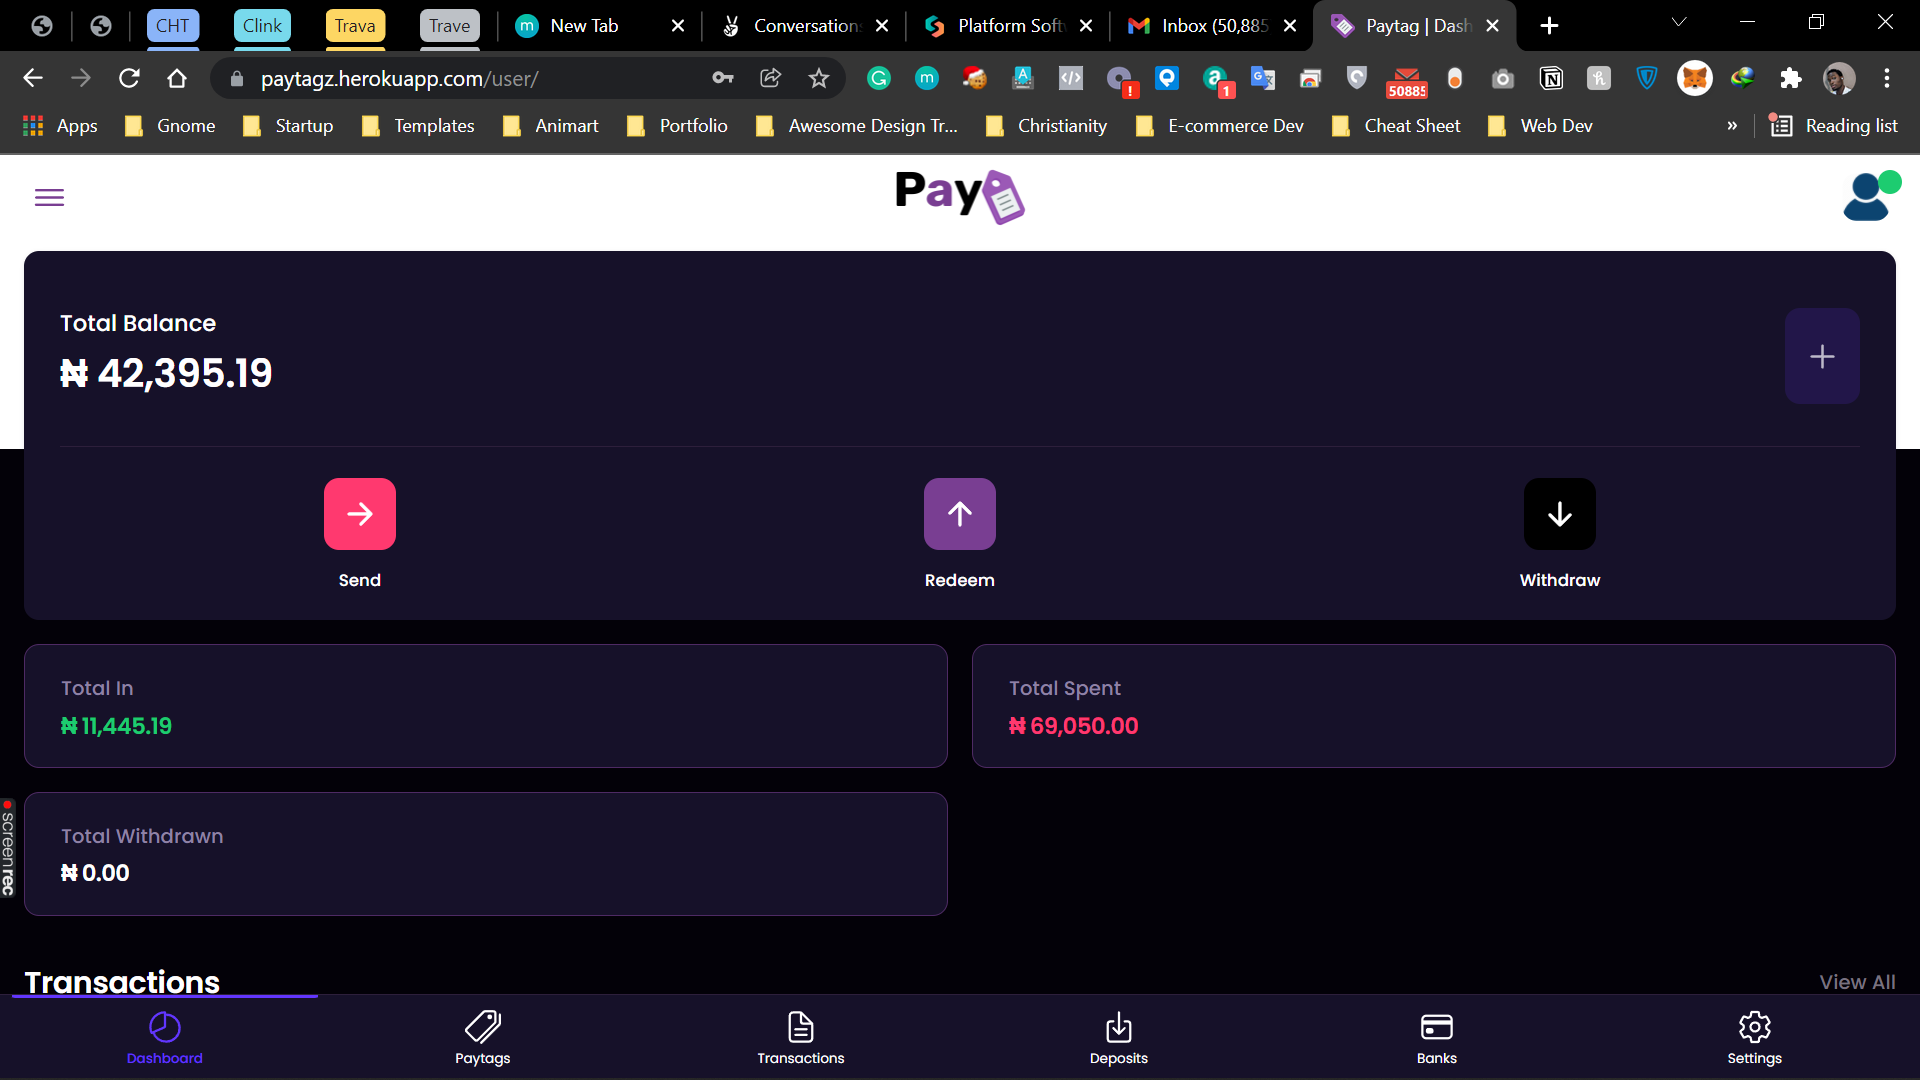 CHT
Clink
Trava
Trave
New Tab
Conversations
Platform Softw
Inbox (50,885
Paytag | Dash
paytagz.herokuapp.com/user/
50885
1
Apps
Gnome
Startup
Templates
Animart
Portfolio
Awesome Design Tr...
Christianity
E-commerce Dev
Cheat Sheet
Web Dev
»
Reading list
Pay
Total Balance
₦ 42,395.19
Send
Redeem
Withdraw
Total In
₦ 11,445.19
Total Spent
₦ 69,050.00
Total Withdrawn
₦ 0.00
screenrec
Transactions
View All
Dashboard
Paytags
Transactions
Deposits
Banks
Settings